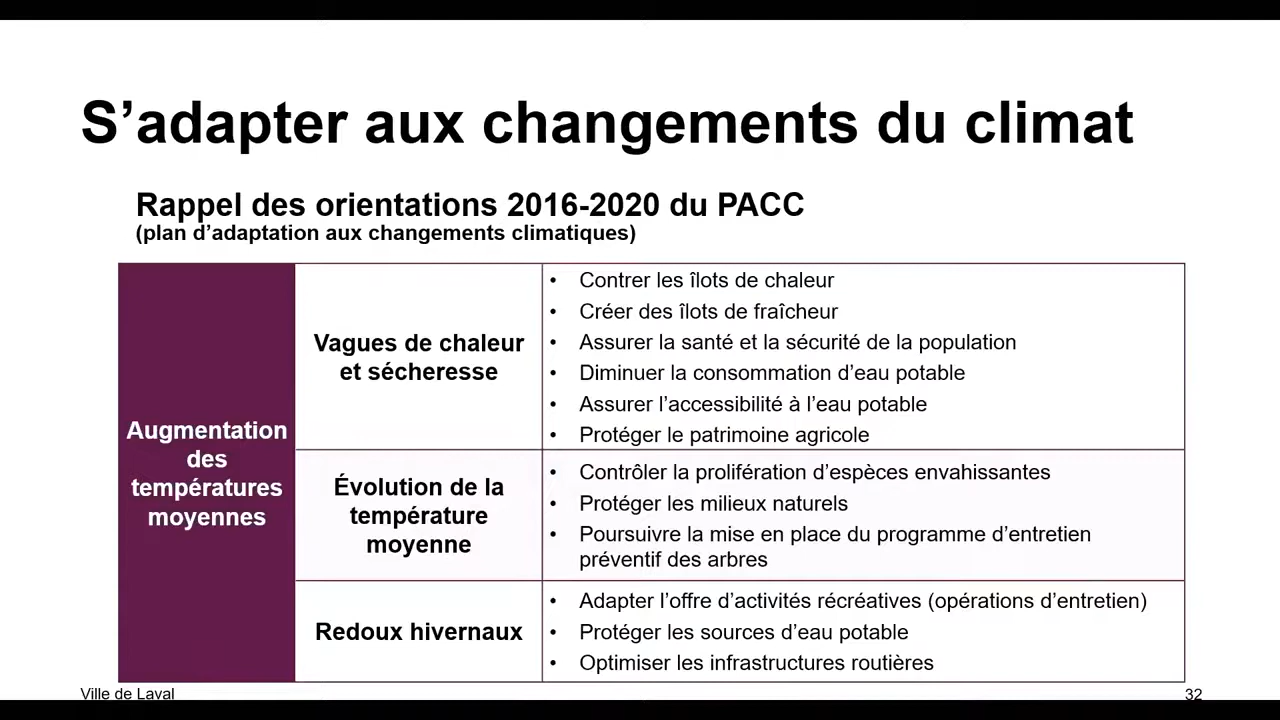 S’adapter aux changements du climat
Rappel des orientations 2016-2020 du PACC
(plan d’adaptation aux changements climatiques)
Augmentation
des
températures
moyennes
Vagues de chaleur
et sécheresse
• Contrer les îlots de chaleur
• Créer des îlots de fraîcheur
• Assurer la santé et la sécurité de la population
• Diminuer la consommation d’eau potable
• Assurer l’accessibilité à l’eau potable
• Protéger le patrimoine agricole
Évolution de la
température
moyenne
• Contrôler la prolifération d’espèces envahissantes
• Protéger les milieux naturels
• Poursuivre la mise en place du programme d’entretien
préventif des arbres
Redoux hivernaux
• Adapter l’offre d’activités récréatives (opérations d’entretien)
• Protéger les sources d’eau potable
• Optimiser les infrastructures routières
Ville de Laval
32